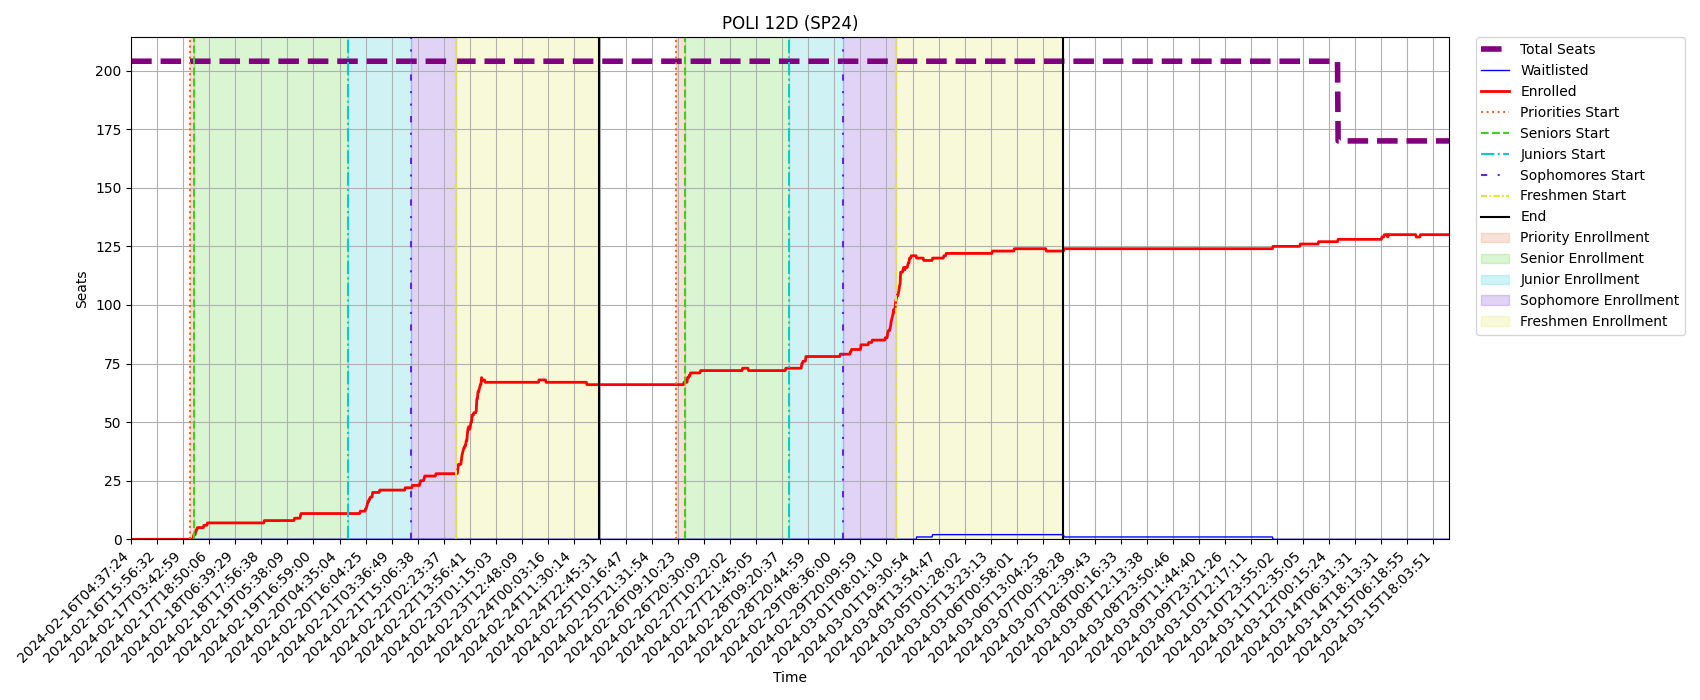 POLI 12D (SP24)
Seats
200
175
150
125
100
75
50
25
0
2024-02-16T04:37:24
2024-02-16T15:56:32
2024-02-17T03:42:59
2024-02-17T18:50:06
2024-02-18T06:39:29
2024-02-18T17:56:38
2024-02-19T05:38:09
2024-02-19T16:59:00
2024-02-20T04:35:04
2024-02-20T16:04:25
2024-02-21T03:36:49
2024-02-21T15:06:38
2024-02-22T02:23:37
2024-02-22T13:56:41
2024-02-23T01:15:03
2024-02-23T12:48:09
2024-02-24T00:03:16
2024-02-24T11:30:14
2024-02-24T22:45:31
2024-02-25T10:16:47
2024-02-25T21:31:54
2024-02-26T09:10:23
2024-02-26T20:30:09
2024-02-27T10:22:02
2024-02-27T21:45:05
2024-02-28T09:20:37
2024-02-28T20:44:59
2024-02-29T08:36:00
2024-02-29T20:09:59
2024-03-01T08:01:10
2024-03-01T19:30:54
2024-03-04T13:54:47
2024-03-05T01:28:02
2024-03-05T13:23:13
2024-03-06T00:58:01
2024-03-06T13:04:25
2024-03-07T00:38:28
2024-03-07T12:39:43
2024-03-08T00:16:33
2024-03-08T12:13:38
2024-03-08T23:50:46
2024-03-09T11:44:40
2024-03-09T23:21:26
2024-03-10T12:17:11
2024-03-10T23:55:02
2024-03-11T12:35:05
2024-03-12T00:15:24
2024-03-14T06:31:31
2024-03-14T18:13:31
2024-03-15T06:18:55
2024-03-15T18:03:51
Time
Total Seats
Waitlisted
Enrolled
Priorities Start
Seniors Start
Juniors Start
Sophomores Start
Freshmen Start
End
Priority Enrollment
Senior Enrollment
Junior Enrollment
Sophomore Enrollment
Freshmen Enrollment